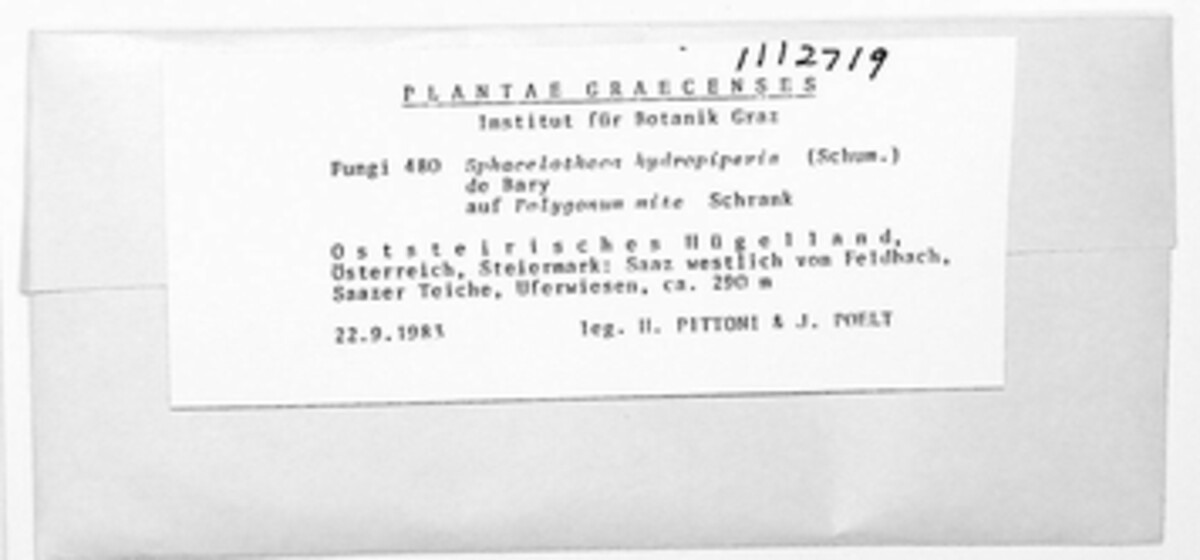 1112719
PLANTAE GRAECENSES
Institut für Botanik Graz
Fungi 480 Sphacelotheca hydropiperis (Schum.)
de Bary
auf Polygonum mite Schrank
Oststeirisches Hügelland,
Österreich, Steiermark: Saaz westlich von Feldbach,
Saazer Teiche, Uferwiesen, ca. 290 m
22.9.1983 leg. H. PITTONI & J. POELT